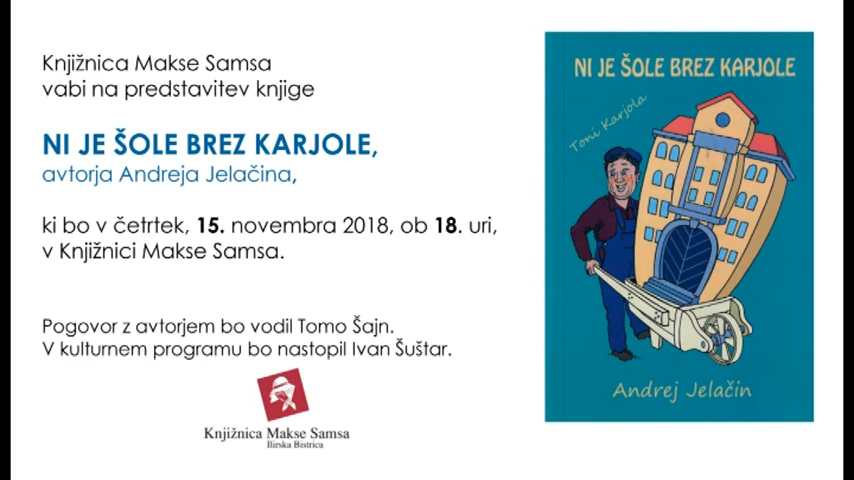 Knjižnica Makse Samsa
vabi na predstavitev knjige
NI JE ŠOLE BREZ KARJOLE,
avtorja Andreja Jelačina,
ki bo v četrtek, 15. novembra 2018, ob 18. uri,
v Knjižnici Makse Samsa.
Pogovor z avtorjem bo vodil Tomo Šajn.
V kulturnem programu bo nastopil Ivan Šuštar.
Knjižnica Makse Samsa
Ilirska Bistrica
NI JE ŠOLE BREZ KARJOLE
Toni Karjola
Andrej Jelačin